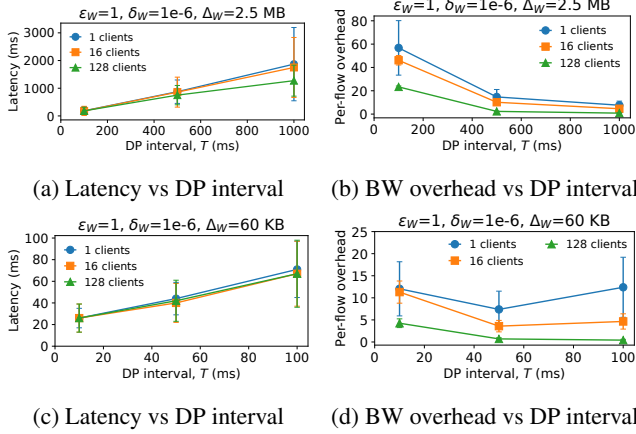 ε_W=1, δ_W=1e-6, Δ_W=2.5 MB
Latency (ms)
3000
2000
1000
0
1 clients
16 clients
128 clients
0 200 400 600 800 1000
DP interval, T (ms)
(a) Latency vs DP interval
ε_W=1, δ_W=1e-6, Δ_W=2.5 MB
Per-flow overhead
80
60
40
20
0
1 clients
16 clients
128 clients
0 200 400 600 800 1000
DP interval, T (ms)
(b) BW overhead vs DP interval
ε_W=1, δ_W=1e-6, Δ_W=60 KB
Latency (ms)
100
80
60
40
20
0
1 clients
16 clients
128 clients
0 20 40 60 80 100
DP interval, T (ms)
(c) Latency vs DP interval
ε_W=1, δ_W=1e-6, Δ_W=60 KB
Per-flow overhead
25
20
15
10
5
0
1 clients
16 clients
128 clients
0 20 40 60 80 100
DP interval, T (ms)
(d) BW overhead vs DP interval